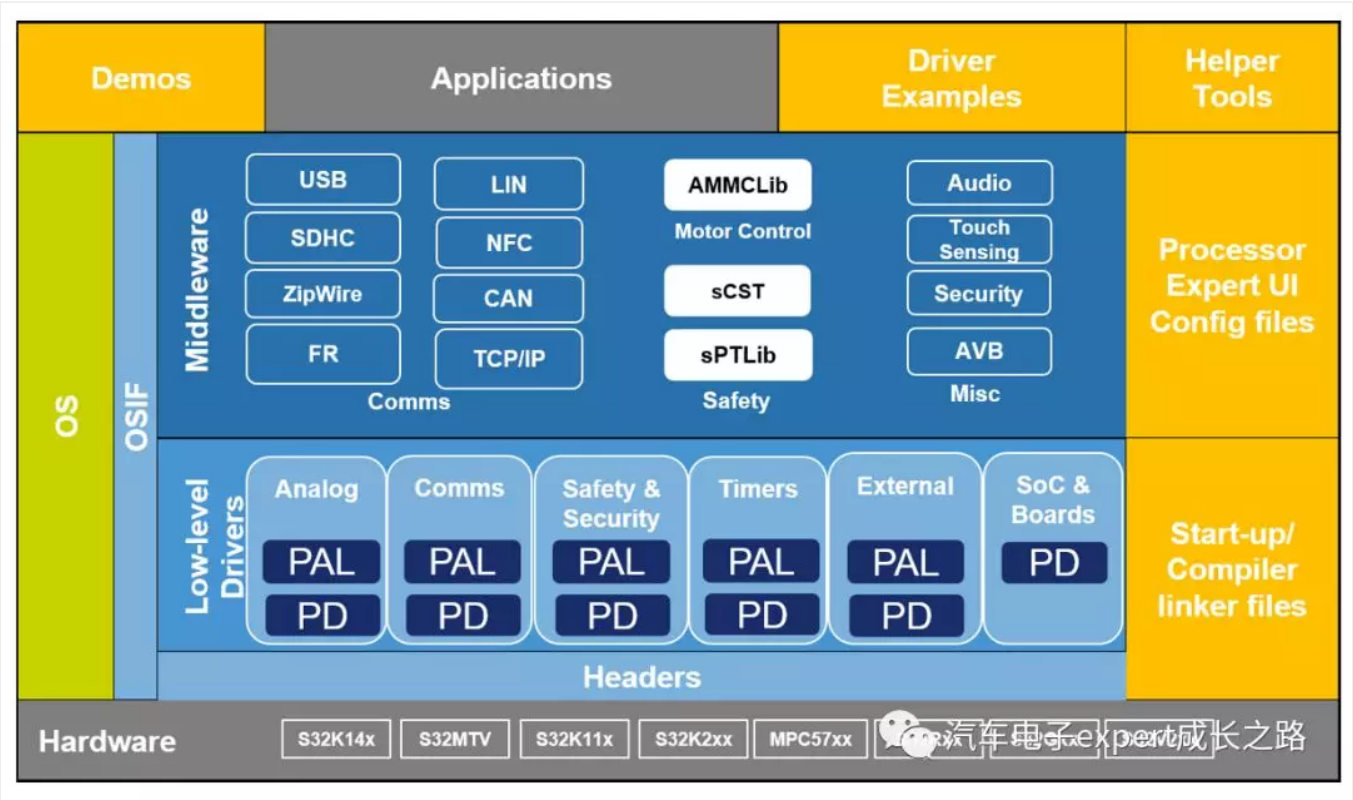 Demos
Applications
Driver
Examples
Helper
Tools
OS
OSIF
Middleware
USB
SDHC
ZipWire
FR
LIN
NFC
CAN
TCP/IP
Comms
AMMCLib
Motor Control
sCST
sPTLib
Safety
Audio
Touch
Sensing
Security
AVB
Misc
Processor
Expert UI
Config files
Low-level
Drivers
Analog
PAL
PD
Comms
PAL
PD
Safety &
Security
PAL
PD
Timers
PAL
PD
External
PAL
PD
SoC &
Boards
PD
Start-up/
Compiler
linker files
Headers
Hardware
S32K14x
S32MTV
S32K11x
S32K2xx
MPC57xx
汽车电子expert成长之路